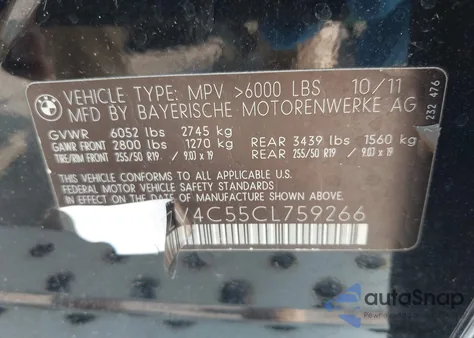 VEHICLE TYPE: MPV >6000 LBS 10/11
MFD BY BAYERISCHE MOTORENWERKE AG
GVWR 6052 lbs 2745 kg
GAWR FRONT 2800 lbs 1270 kg REAR 3439 lbs 1560 kg
TIRE/RIM FRONT 255/50 R19 // 9.0J x 19 REAR 255/50 R19 // 9.0J x 19
THIS VEHICLE CONFORMS TO ALL APPLICABLE U.S.
FEDERAL MOTOR VEHICLE SAFETY STANDARDS IN
EFFECT ON THE DATE OF MANUFACTURE SHOWN ABOVE.
V4C55CL759266
232 476
autoSnap